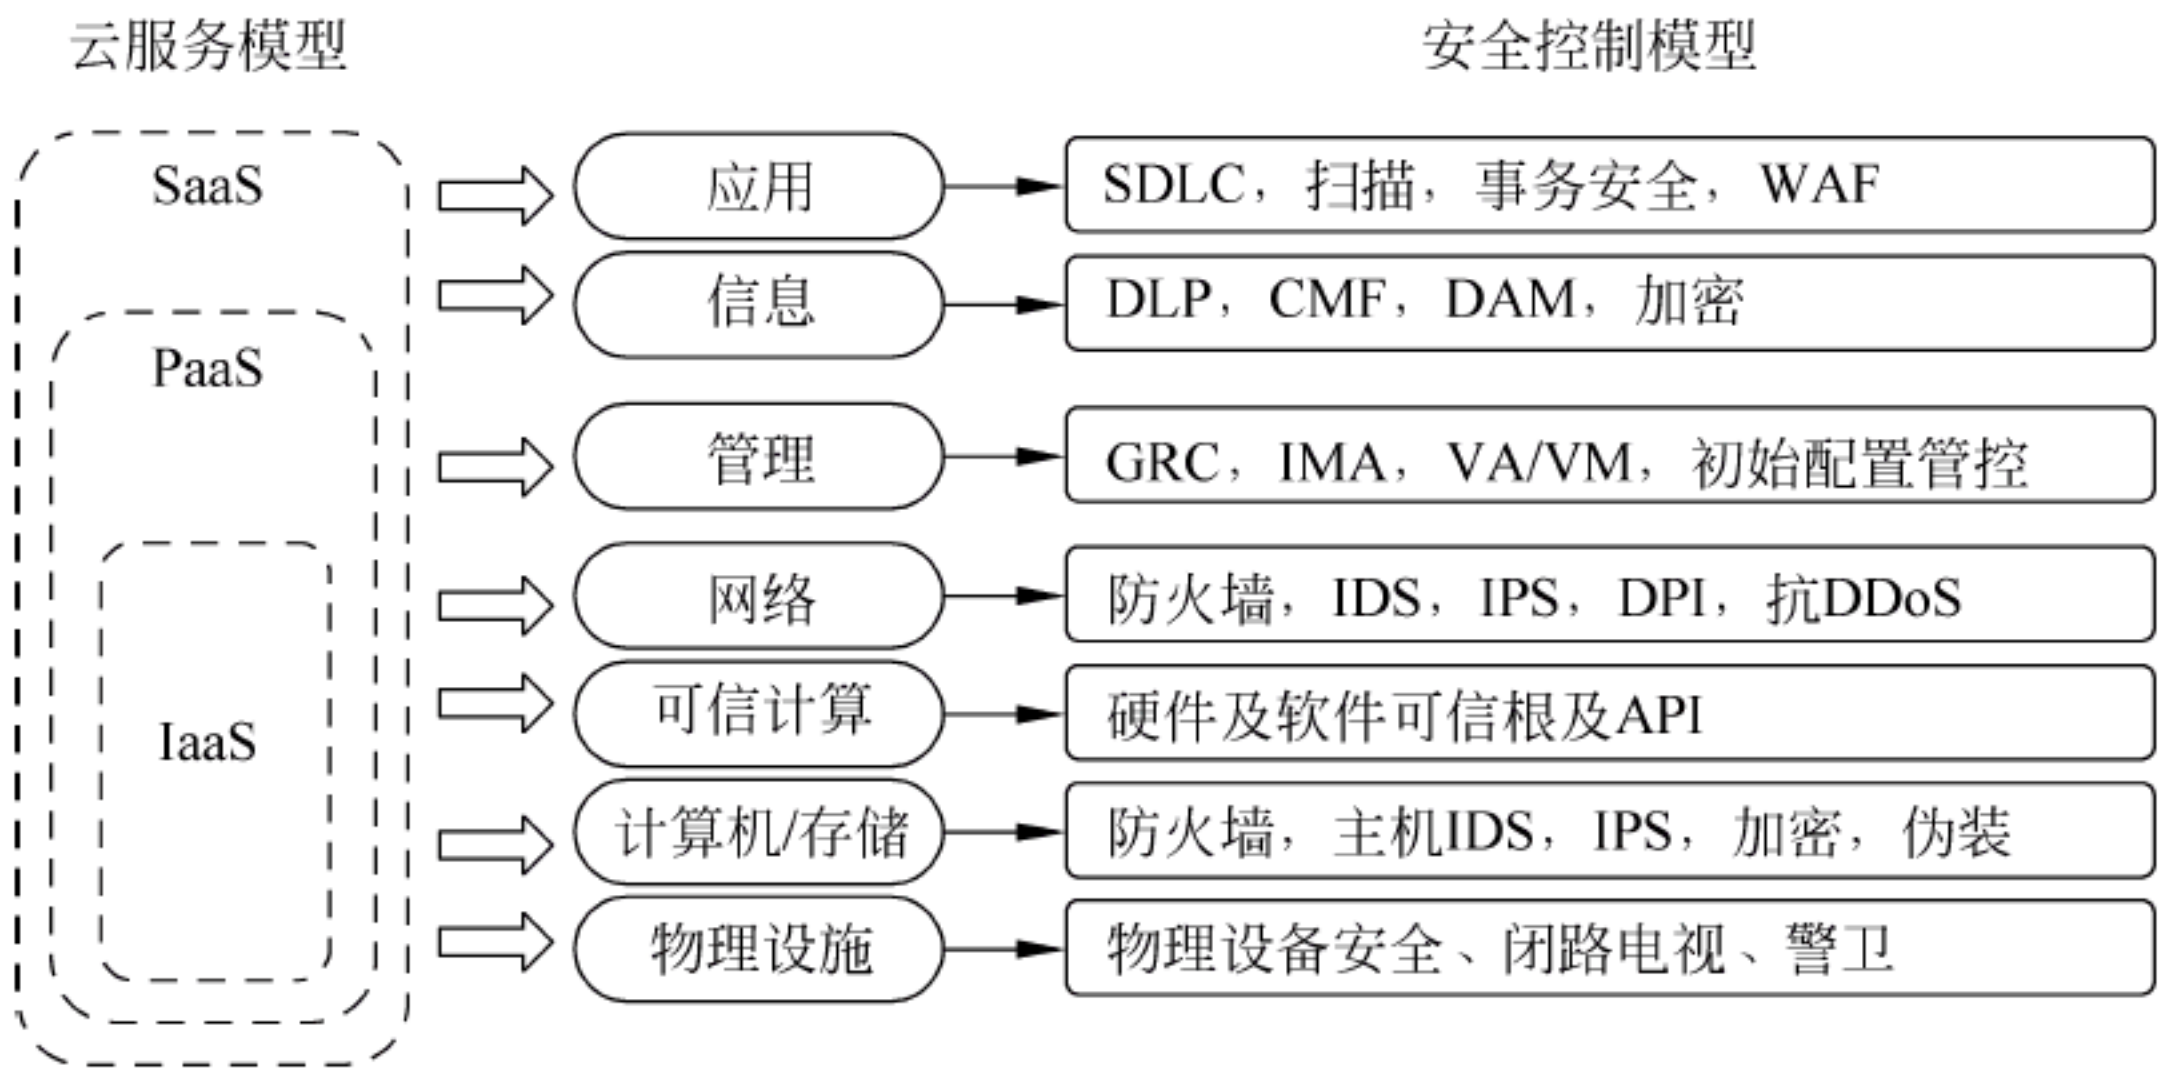 云服务模型
安全控制模型
SaaS
应用
SDLC，扫描，事务安全，WAF
信息
DLP，CMF，DAM，加密
PaaS
管理
GRC，IMA，VA/VM，初始配置管控
网络
防火墙，IDS，IPS，DPI，抗DDoS
IaaS
可信计算
硬件及软件可信根及API
计算机/存储
防火墙，主机IDS，IPS，加密，伪装
物理设施
物理设备安全、闭路电视、警卫